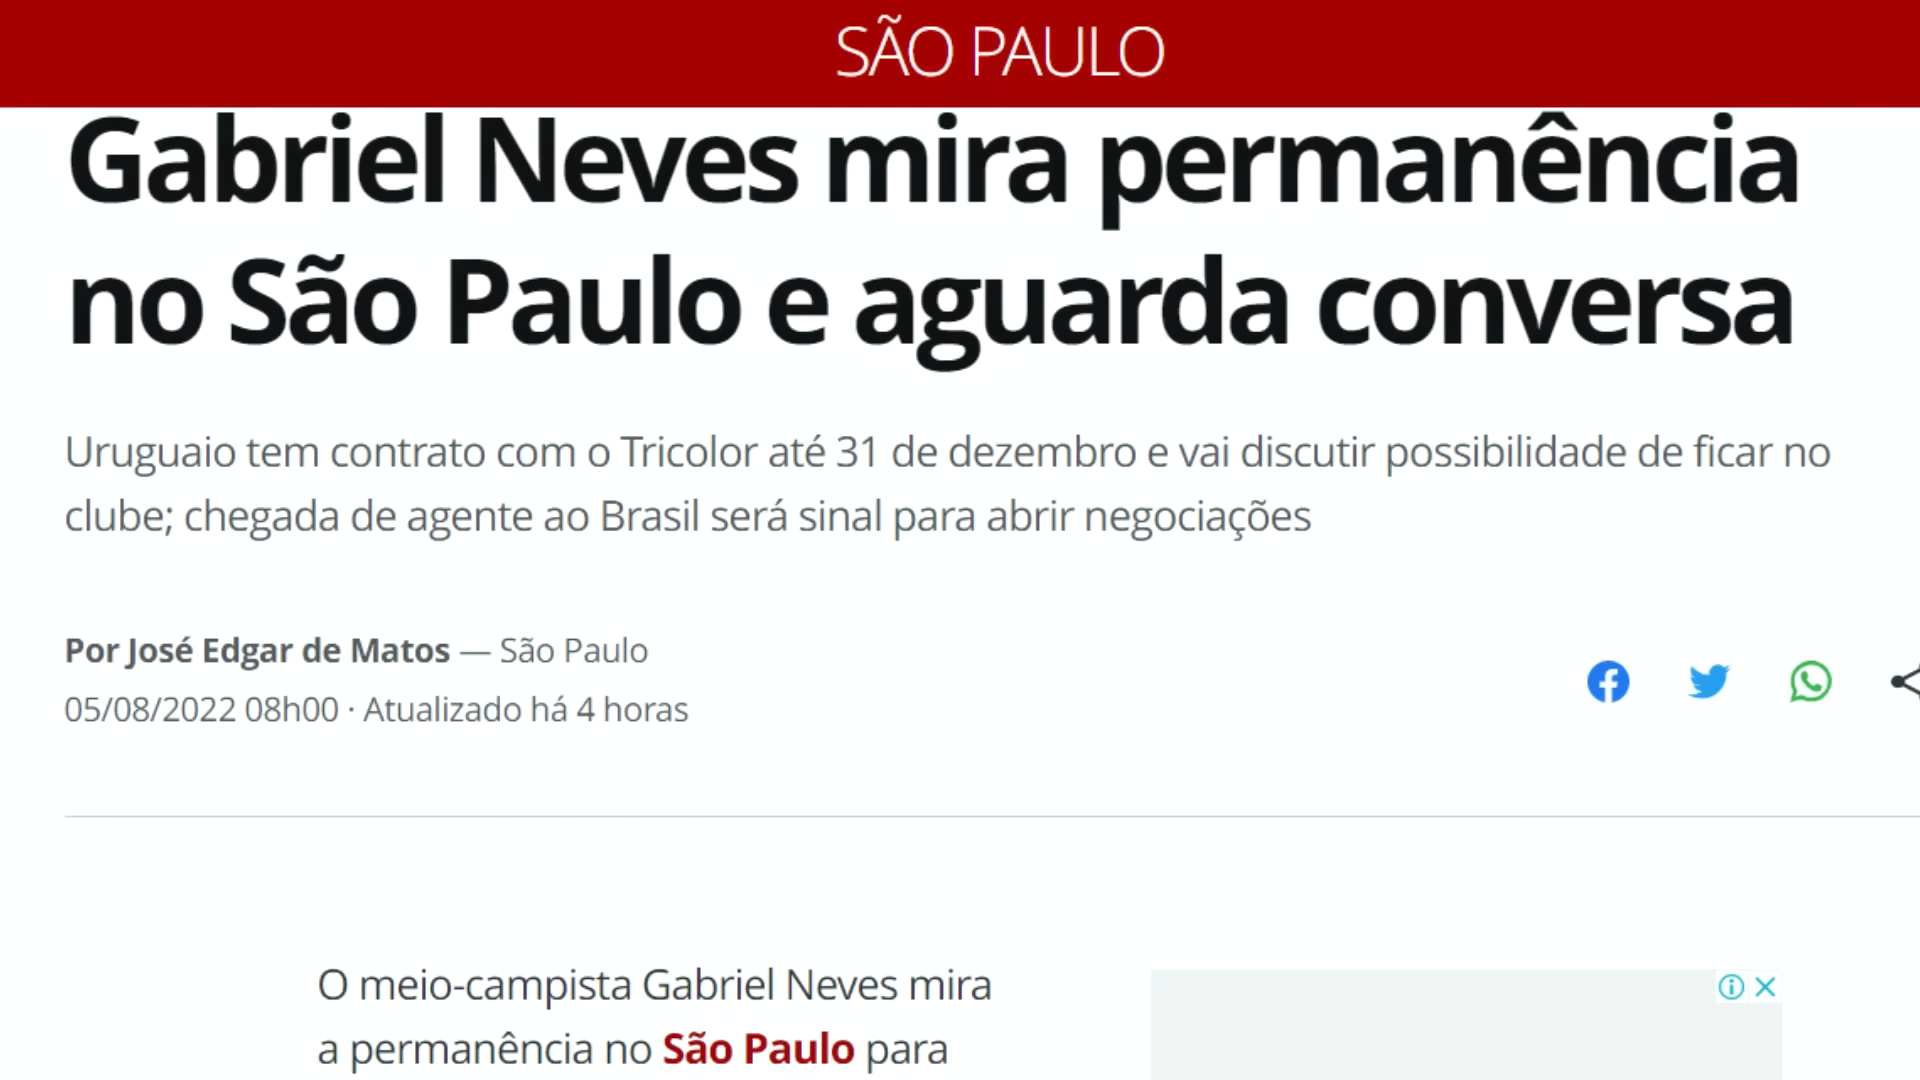 SÃO PAULO
Gabriel Neves mira permanência
no São Paulo e aguarda conversa
Uruguaio tem contrato com o Tricolor até 31 de dezembro e vai discutir possibilidade de ficar no
clube; chegada de agente ao Brasil será sinal para abrir negociações
Por José Edgar de Matos — São Paulo
05/08/2022 08h00 · Atualizado há 4 horas
O meio-campista Gabriel Neves mira
a permanência no São Paulo para